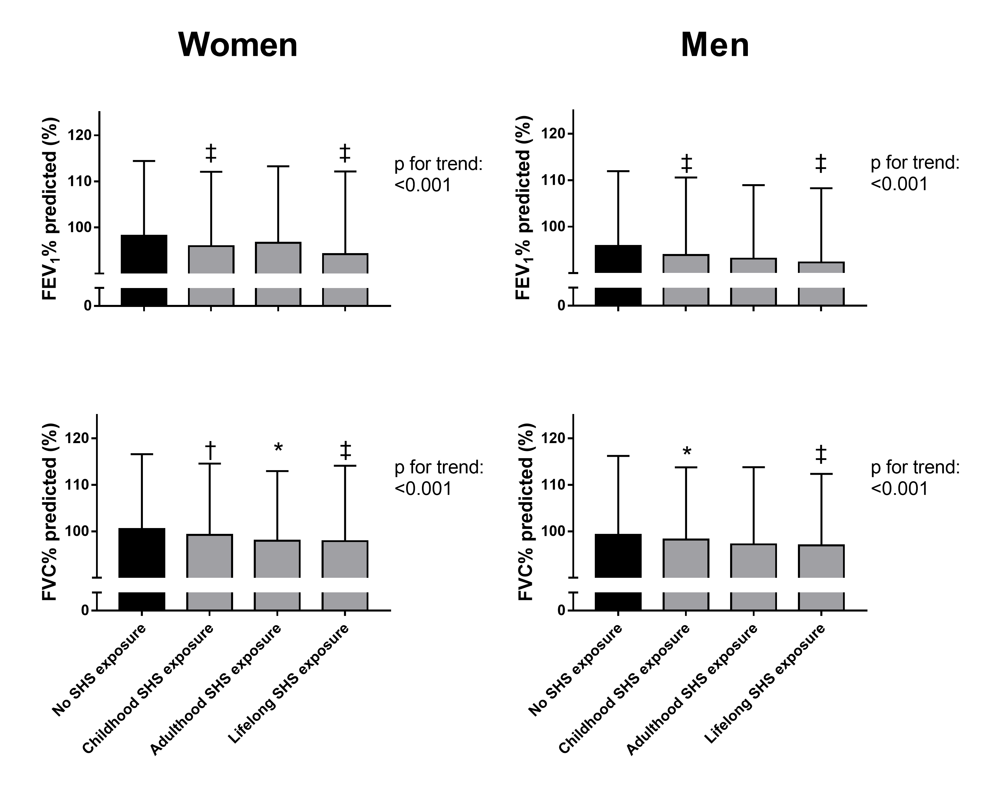 Women
Men
FEV1% predicted (%)
120
110
100
0
‡
‡
p for trend:
<0.001
FEV1% predicted (%)
120
110
100
0
‡
‡
p for trend:
<0.001
FVC% predicted (%)
120
110
100
0
†
*
‡
p for trend:
<0.001
No SHS exposure
Childhood SHS exposure
Adulthood SHS exposure
Lifelong SHS exposure
FVC% predicted (%)
120
110
100
0
*
‡
p for trend:
<0.001
No SHS exposure
Childhood SHS exposure
Adulthood SHS exposure
Lifelong SHS exposure